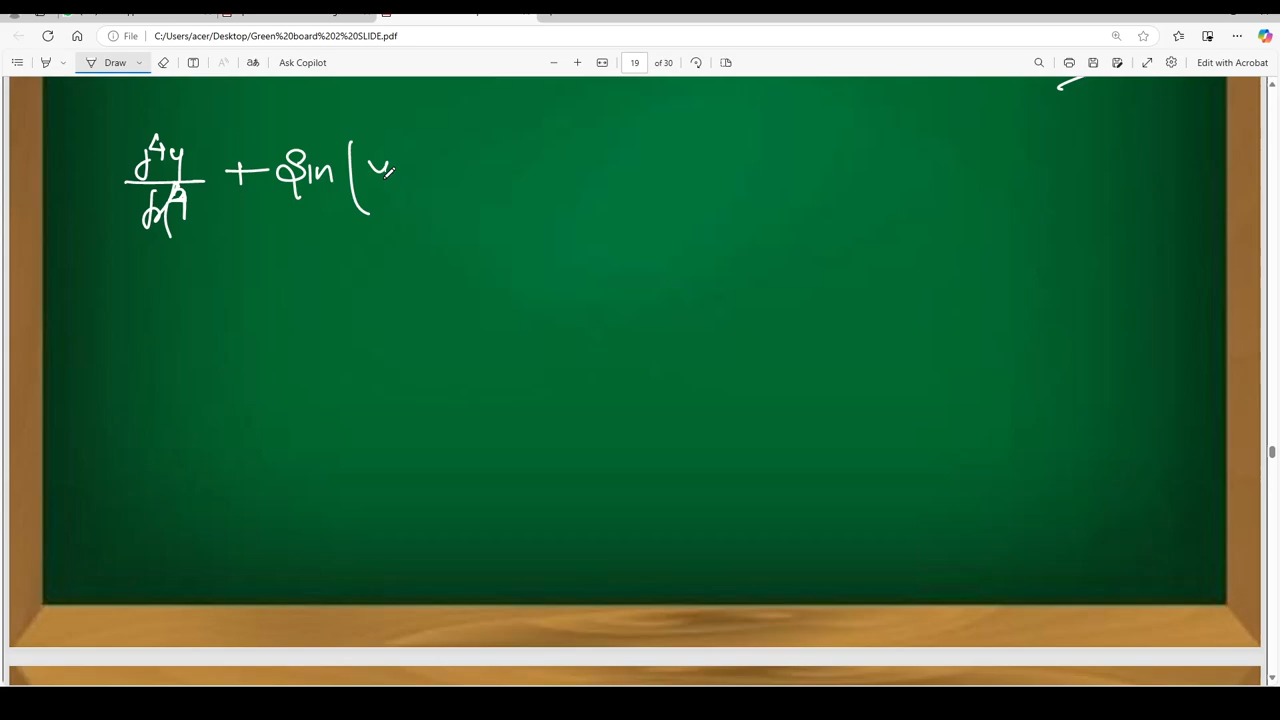 File C:/Users/acer/Desktop/Green%20board%202%20SLIDE.pdf
Draw Ask Copilot 19 of 30 Edit with Acrobat
d⁴y/dx⁴ + Sin (y